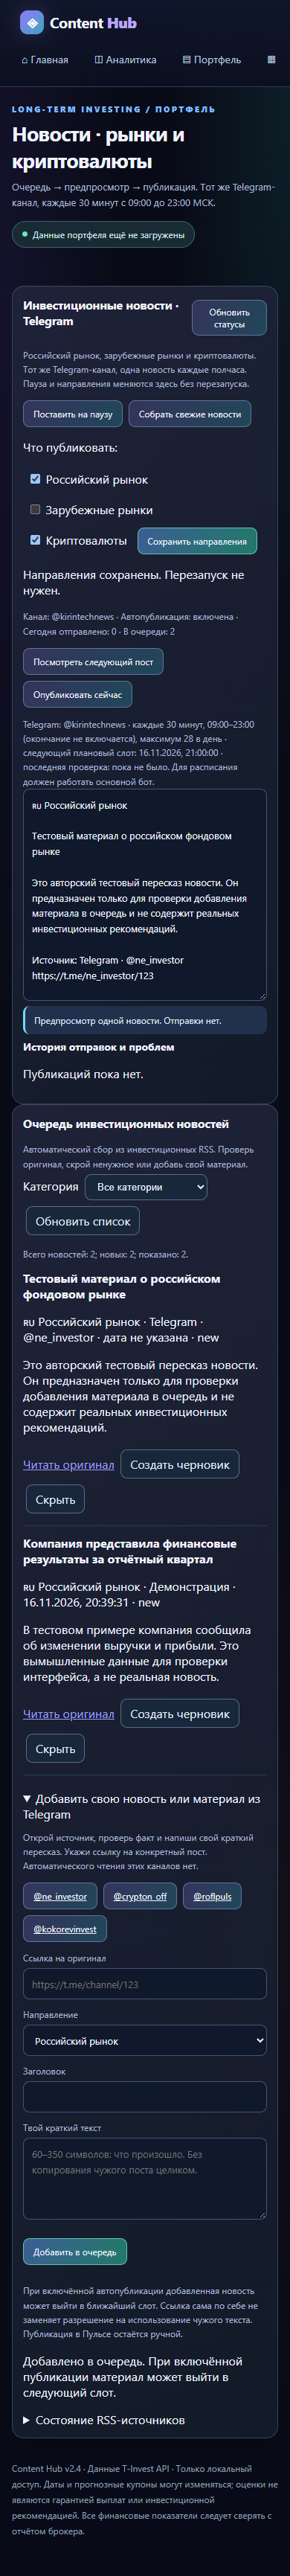 Content Hub
Главная
Аналитика
Портфель
LONG-TERM INVESTING / ПОРТФЕЛЬ
Новости · рынки и
криптовалюты
Очередь → предпросмотр → публикация. Тот же Telegram-
канал, каждые 30 минут с 09:00 до 23:00 МСК.
Данные портфеля ещё не загружены
Инвестиционные новости ·
Telegram
Обновить
статусы
Российский рынок, зарубежные рынки и криптовалюты.
Тот же Telegram-канал, одна новость каждые полчаса.
Пауза и направления меняются здесь без перезапуска.
Поставить на паузу
Собрать свежие новости
Что публиковать:
Российский рынок
Зарубежные рынки
Криптовалюты
Сохранить направления
Направления сохранены. Перезапуск не
нужен.
Канал: @kirintechnews · Автопубликация: включена ·
Сегодня отправлено: 0 · В очереди: 2
Посмотреть следующий пост
Опубликовать сейчас
Telegram: @kirintechnews · каждые 30 минут, 09:00–23:00
(окончание не включается), максимум 28 в день ·
следующий плановый слот: 16.11.2026, 21:00:00 ·
последняя проверка: пока не было. Для расписания
должен работать основной бот.
RU Российский рынок
Тестовый материал о российском фондовом
рынке
Это авторский тестовый пересказ новости. Он
предназначен только для проверки добавления
материала в очередь и не содержит реальных
инвестиционных рекомендаций.
Источник: Telegram · @ne_investor
https://t.me/ne_investor/123
Предпросмотр одной новости. Отправки нет.
История отправок и проблем
Публикаций пока нет.
Очередь инвестиционных новостей
Автоматический сбор из инвестиционных RSS. Проверь
оригинал, скрой ненужное или добавь свой материал.
Категория
Все категории
Обновить список
Всего новостей: 2; новых: 2; показано: 2.
Тестовый материал о российском
фондовом рынке
RU Российский рынок · Telegram ·
@ne_investor · дата не указана · new
Это авторский тестовый пересказ новости.
Он предназначен только для проверки
добавления материала в очередь и не
содержит реальных инвестиционных
рекомендаций.
Читать оригинал
Создать черновик
Скрыть
Компания представила финансовые
результаты за отчётный квартал
RU Российский рынок · Демонстрация ·
16.11.2026, 20:39:31 · new
В тестовом примере компания сообщила
об изменении выручки и прибыли. Это
вымышленные данные для проверки
интерфейса, а не реальная новость.
Читать оригинал
Создать черновик
Скрыть
Добавить свою новость или материал из
Telegram
Открой источник, проверь факт и напиши свой краткий
пересказ. Укажи ссылку на конкретный пост.
Автоматического чтения этих каналов нет.
@ne_investor
@crypton_off
@roflpuls
@kokorevinvest
Ссылка на оригинал
https://t.me/channel/123
Направление
Российский рынок
Заголовок
Твой краткий текст
60–350 символов: что произошло. Без
копирования чужого поста целиком.
Добавить в очередь
При включённой автопубликации добавленная новость
может выйти в ближайший слот. Ссылка сама по себе не
заменяет разрешение на использование чужого текста.
Публикация в Пульсе остаётся ручной.
Добавлено в очередь. При включённой
публикации материал может выйти в
следующий слот.
Состояние RSS-источников
Content Hub v2.4 · Данные T-Invest API · Только локальный
доступ. Даты и прогнозные купоны могут изменяться; оценки не
являются гарантией выплат или инвестиционной
рекомендацией. Все финансовые показатели следует сверять с
отчётом брокера.